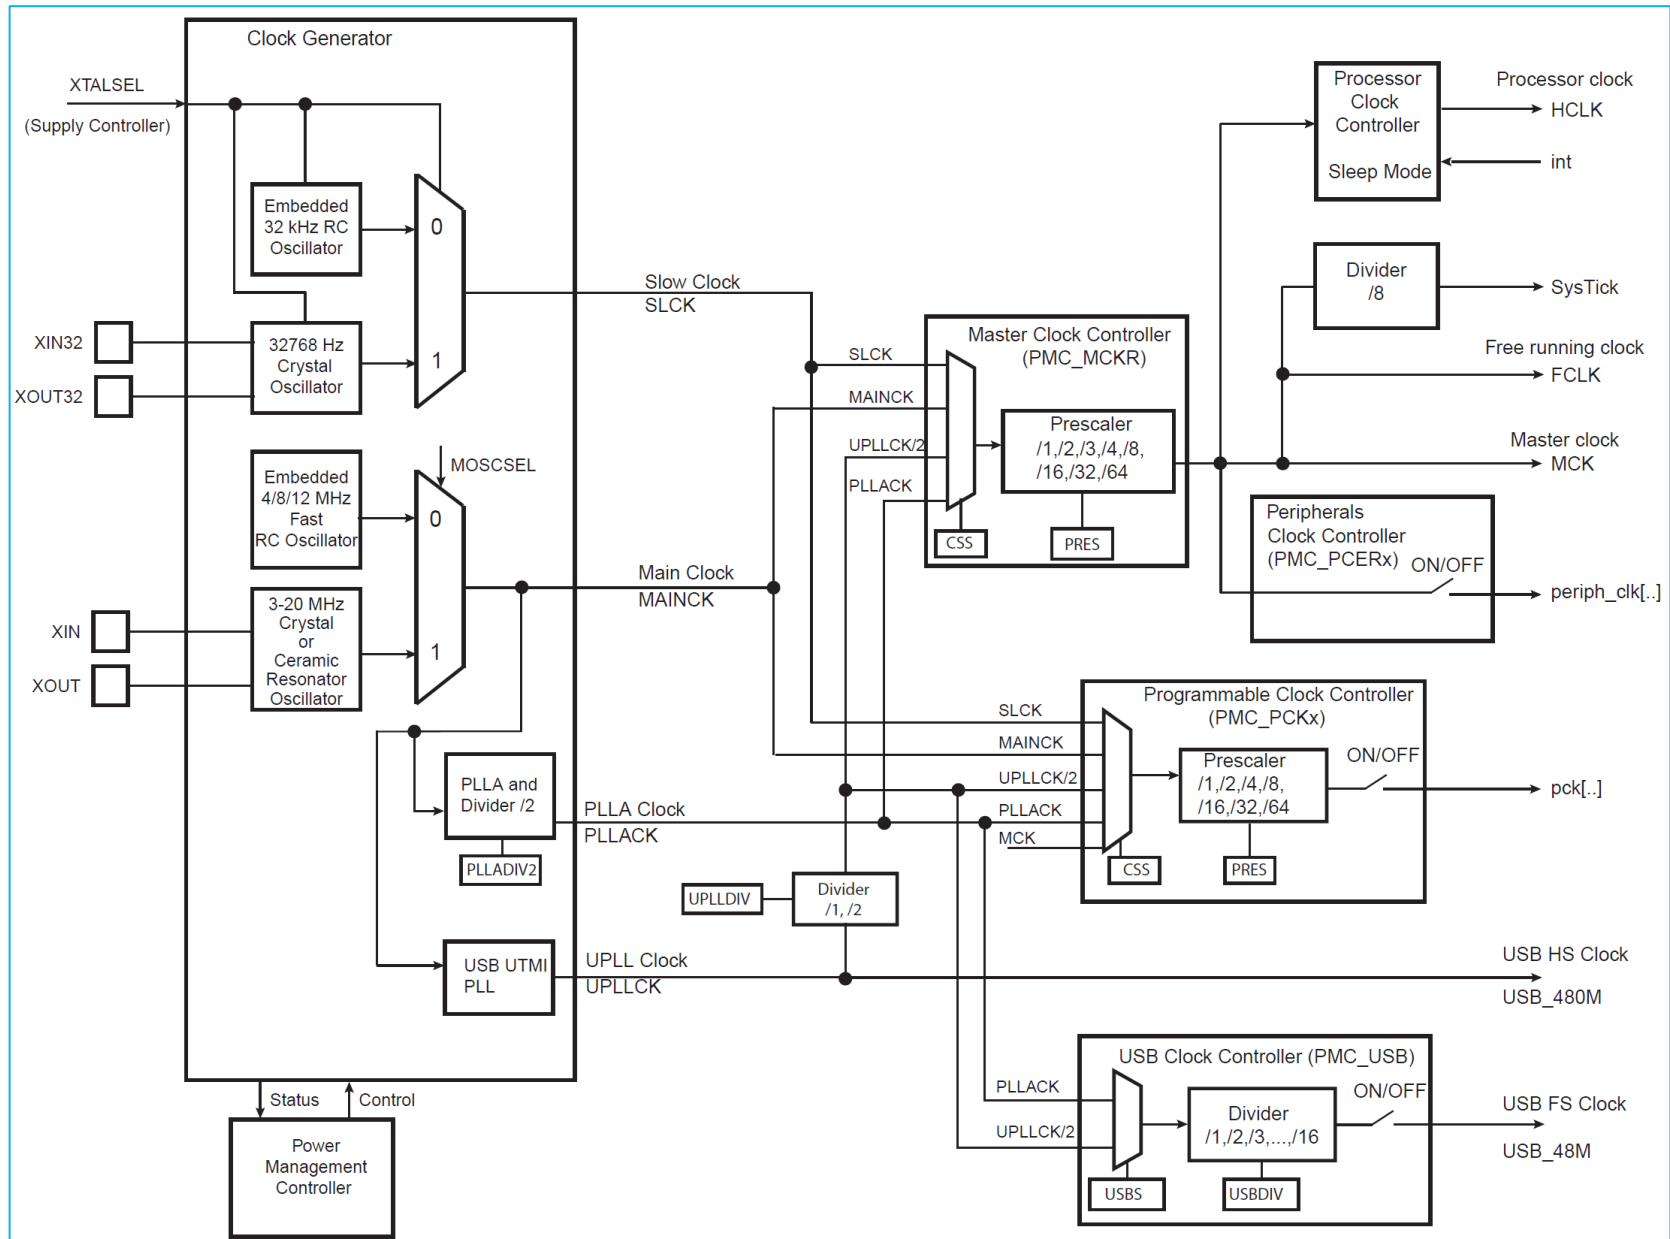 Clock Generator
XTALSEL
(Supply Controller)
Embedded
32 kHz RC
Oscillator
0
1
XIN32
XOUT32
32768 Hz
Crystal
Oscillator
Slow Clock
SLCK
MOSCSEL
Embedded
4/8/12 MHz
Fast
RC Oscillator
0
1
XIN
XOUT
3-20 MHz
Crystal
or
Ceramic
Resonator
Oscillator
Main Clock
MAINCK
PLLA and
Divider /2
PLLADIV2
PLLA Clock
PLLACK
USB UTMI
PLL
UPLL Clock
UPLLCK
UPLLDIV
Divider
/1, /2
Status
Control
Power
Management
Controller
Master Clock Controller
(PMC_MCKR)
SLCK
MAINCK
UPLLCK/2
PLLACK
Prescaler
/1,/2,/3,/4,/8,
/16,/32,/64
CSS
PRES
Processor
Clock
Controller
Sleep Mode
Processor clock
HCLK
int
Divider
/8
SysTick
Free running clock
FCLK
Master clock
MCK
Peripherals
Clock Controller
(PMC_PCERx)
ON/OFF
periph_clk[..]
Programmable Clock Controller
(PMC_PCKx)
SLCK
MAINCK
UPLLCK/2
PLLACK
MCK
Prescaler
/1,/2,/4,/8,
/16,/32,/64
ON/OFF
CSS
PRES
pck[..]
USB HS Clock
USB_480M
USB Clock Controller (PMC_USB)
PLLACK
UPLLCK/2
Divider
/1,/2,/3,...,/16
ON/OFF
USBS
USBDIV
USB FS Clock
USB_48M